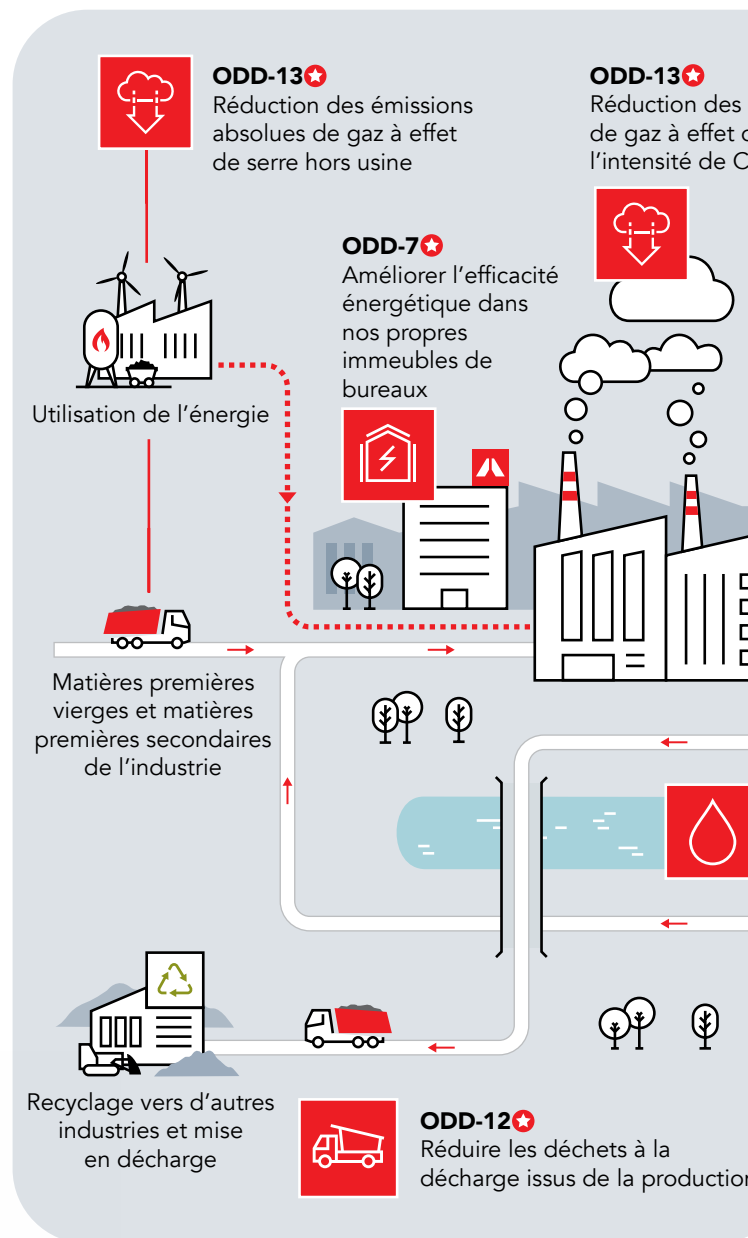 ODD-13
Réduction des émissions
absolues de gaz à effet
de serre hors usine
ODD-13
Réduction des
de gaz à effet
l’intensité de
ODD-7
Améliorer l’efficacité
énergétique dans
nos propres
immeubles de
bureaux
Utilisation de l’énergie
Matières premières
vierges et matières
premières secondaires
de l’industrie
Recyclage vers d’autres
industries et mise
en décharge
ODD-12
Réduire les déchets à la
décharge issus de la production